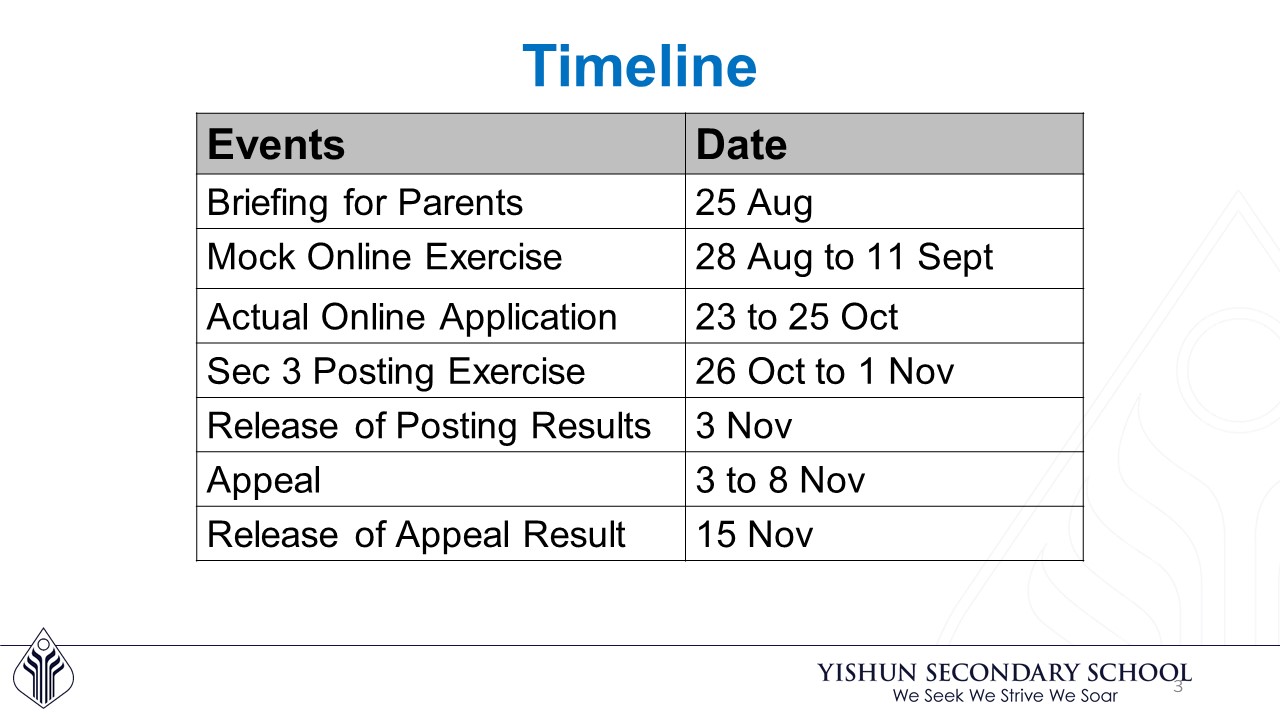 Timeline
Events Date
Briefing for Parents 25 Aug
Mock Online Exercise 28 Aug to 11 Sept
Actual Online Application 23 to 25 Oct
Sec 3 Posting Exercise 26 Oct to 1 Nov
Release of Posting Results 3 Nov
Appeal 3 to 8 Nov
Release of Appeal Result 15 Nov
YISHUN SECONDARY SCHOOL
We Seek We Strive We Soar
3